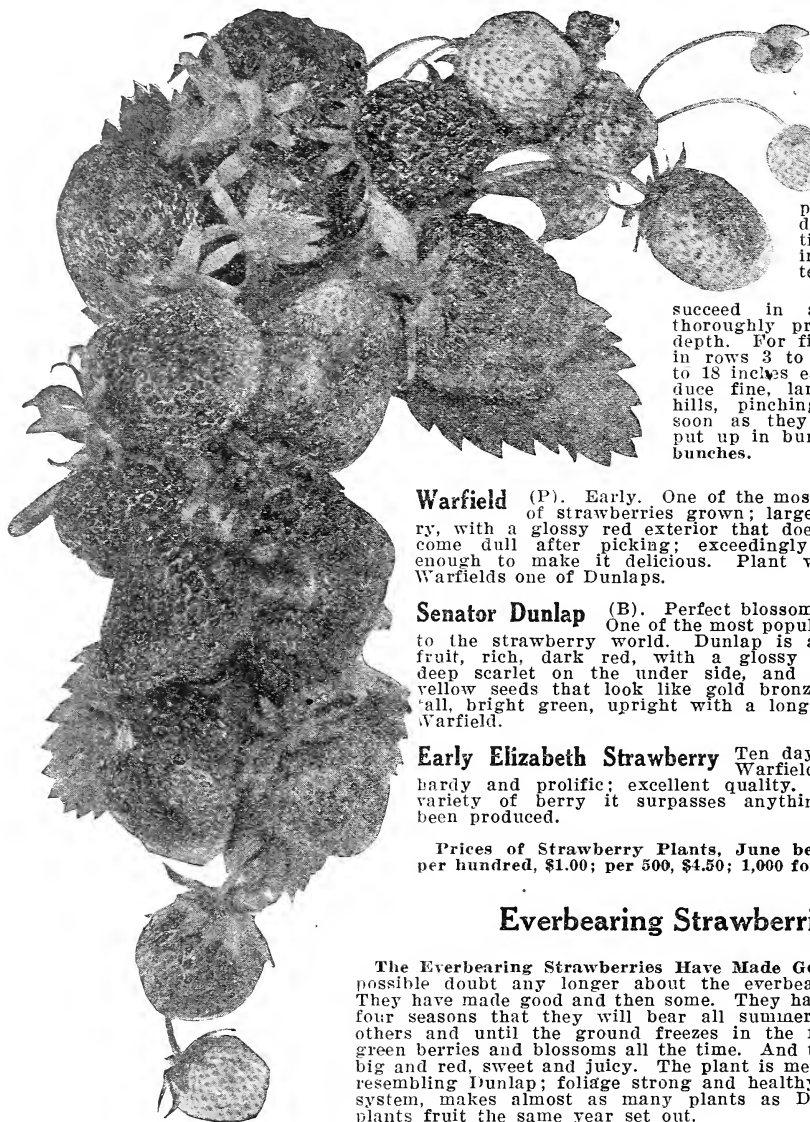 p
d
ti
in
te
succeed in a
thoroughly pr
depth. For fi
in rows 3 to
to 18 inches e
duce fine, lar
hills, pinching
soon as they
put up in bun
bunches.
Warfield (P). Early. One of the mos
of strawberries grown; large
ry, with a glossy red exterior that doe
come dull after picking; exceedingly
enough to make it delicious. Plant v
Warfields one of Dunlaps.
Senator Dunlap (B). Perfect blossom
One of the most popul
to the strawberry world. Dunlap is a
fruit, rich, dark red, with a glossy
deep scarlet on the under side, and
yellow seeds that look like gold bronz
tall, bright green, upright with a long
Warfield.
Early Elizabeth Strawberry Ten day
Warfield
hardy and prolific; excellent quality.
variety of berry it surpasses anythin
been produced.
Prices of Strawberry Plants, June be
per hundred, $1.00; per 500, $4.50; 1,000 fo
Everbearing Strawberri
The Everbearing Strawberries Have Made Go
possible doubt any longer about the everbea
They have made good and then some. They ha
four seasons that they will bear all summer
others and until the ground freezes in the f
green berries and blossoms all the time. And t
big and red, sweet and juicy. The plant is me
resembling Dunlap; foliage strong and healthy
system, makes almost as many plants as D
plants fruit the same year set out.